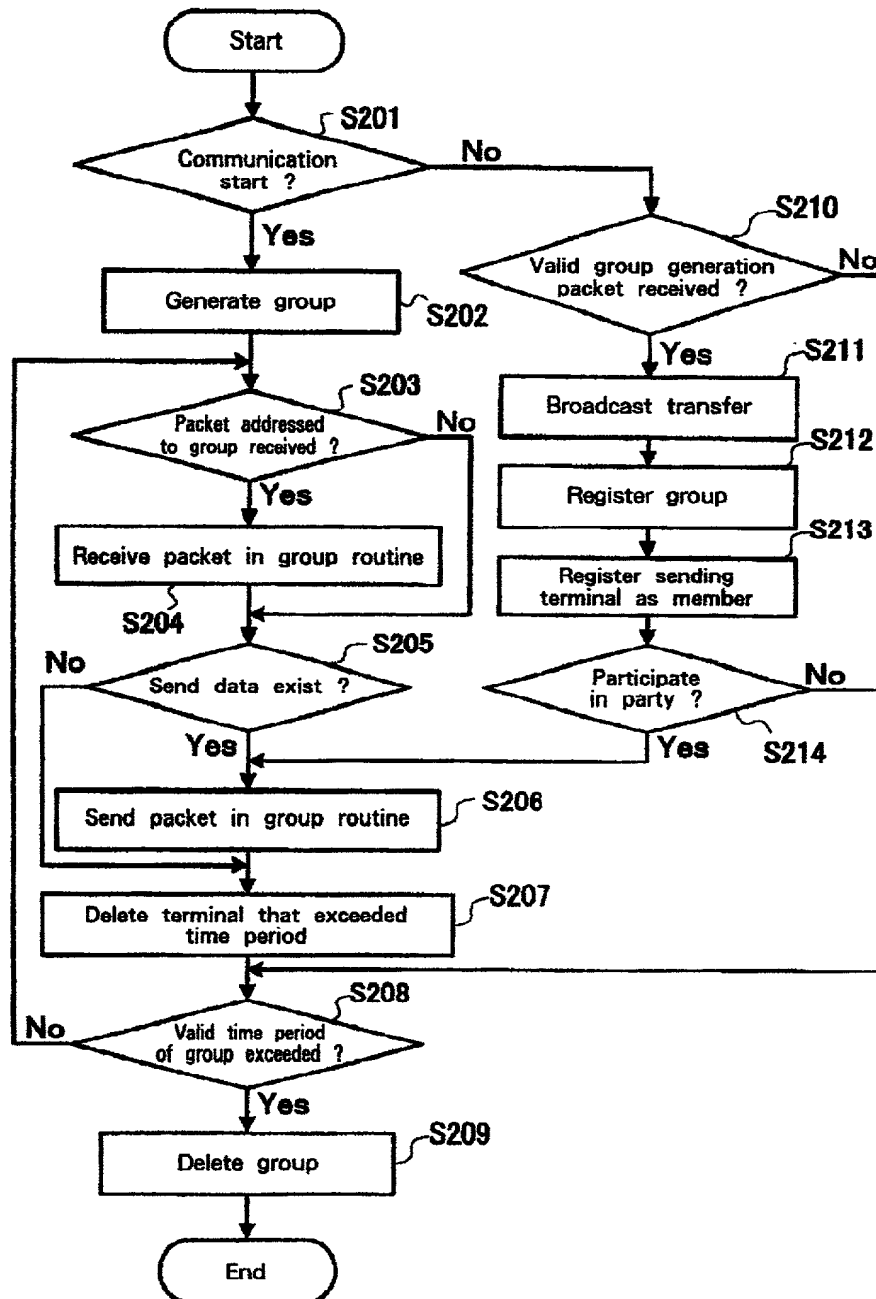 Start
S201
Communication
start ?
No
Yes
S210
Valid group generation
packet received ?
No
Yes
Generate group
S202
S211
Broadcast transfer
S203
Packet addressed
to group received ?
No
Yes
S212
Register group
Receive packet in group routine
S204
S213
Register sending
terminal as member
S205
No
Send data exist ?
Yes
Participate
in party ?
No
S214
Yes
S206
Send packet in group routine
S207
Delete terminal that exceeded
time period
S208
No
Valid time period
of group exceeded ?
Yes
S209
Delete group
End